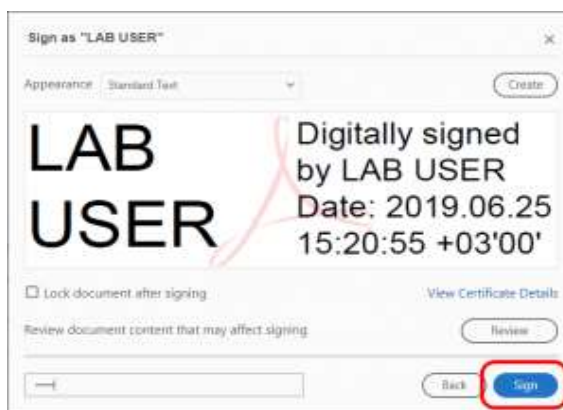 Sign as "LAB USER"
×
Appearance Standard Text
Create
LAB
USER
Digitally signed
by LAB USER
Date: 2019.06.25
15:20:55 +03'00'
Lock document after signing
View Certificate Details
Review document content that may affect signing
Review
Back
Sign